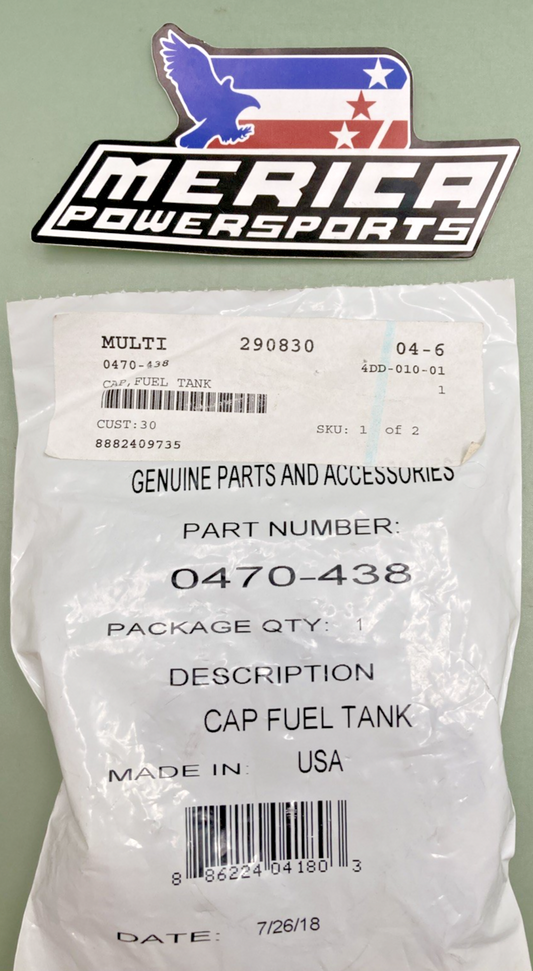 MERICA
POWERSPORTS
MULTI 290830 04-6
0470-438 4DD-010-01
CAP, FUEL TANK 1
CUST:30 SKU: 1 of 2
8882409735
GENUINE PARTS AND ACCESSORIES
PART NUMBER:
0470-438
PACKAGE QTY: 1
DESCRIPTION
CAP FUEL TANK
MADE IN: USA
8 86224 04180 3
DATE: 7/26/18